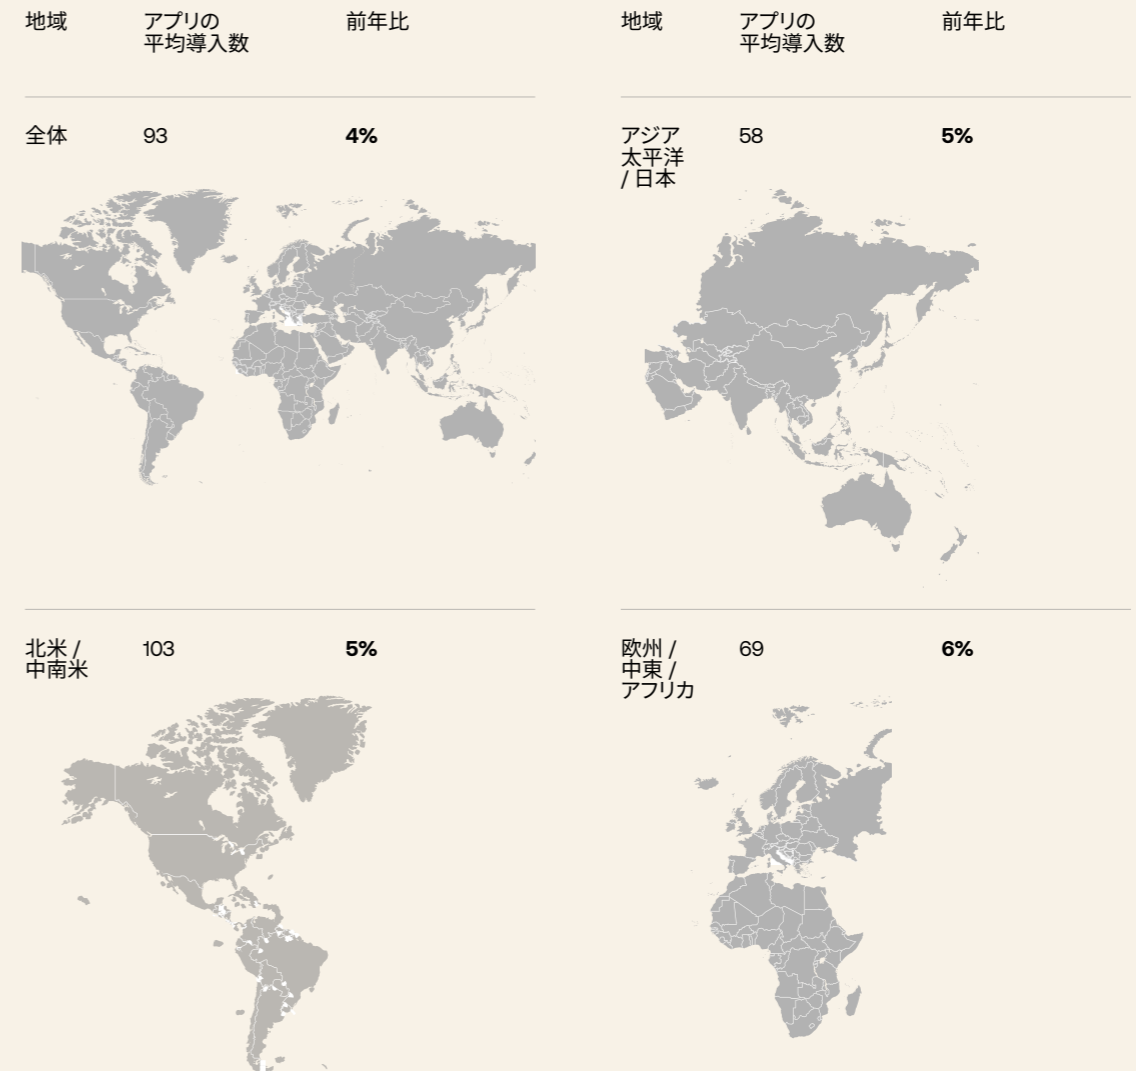 地域 アプリの 前年比
平均導入数
全体 93 4%
地域 アプリの 前年比
平均導入数
アジア 58 5%
太平洋
/ 日本
北米 / 103 5%
中南米
欧州 / 69 6%
中東 /
アフリカ